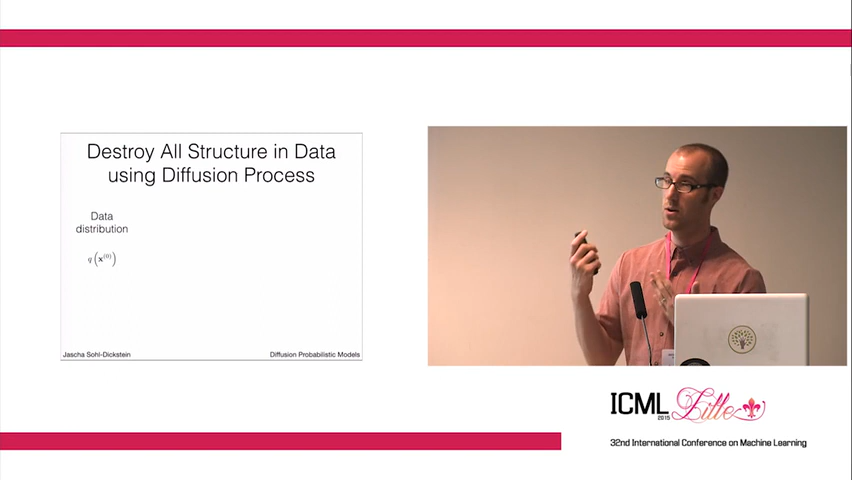 Destroy All Structure in Data
using Diffusion Process
Data
distribution
q (x⁽⁰⁾)
Jascha Sohl-Dickstein
Diffusion Probabilistic Models
ICML
2015
Lille
32nd International Conference on Machine Learning